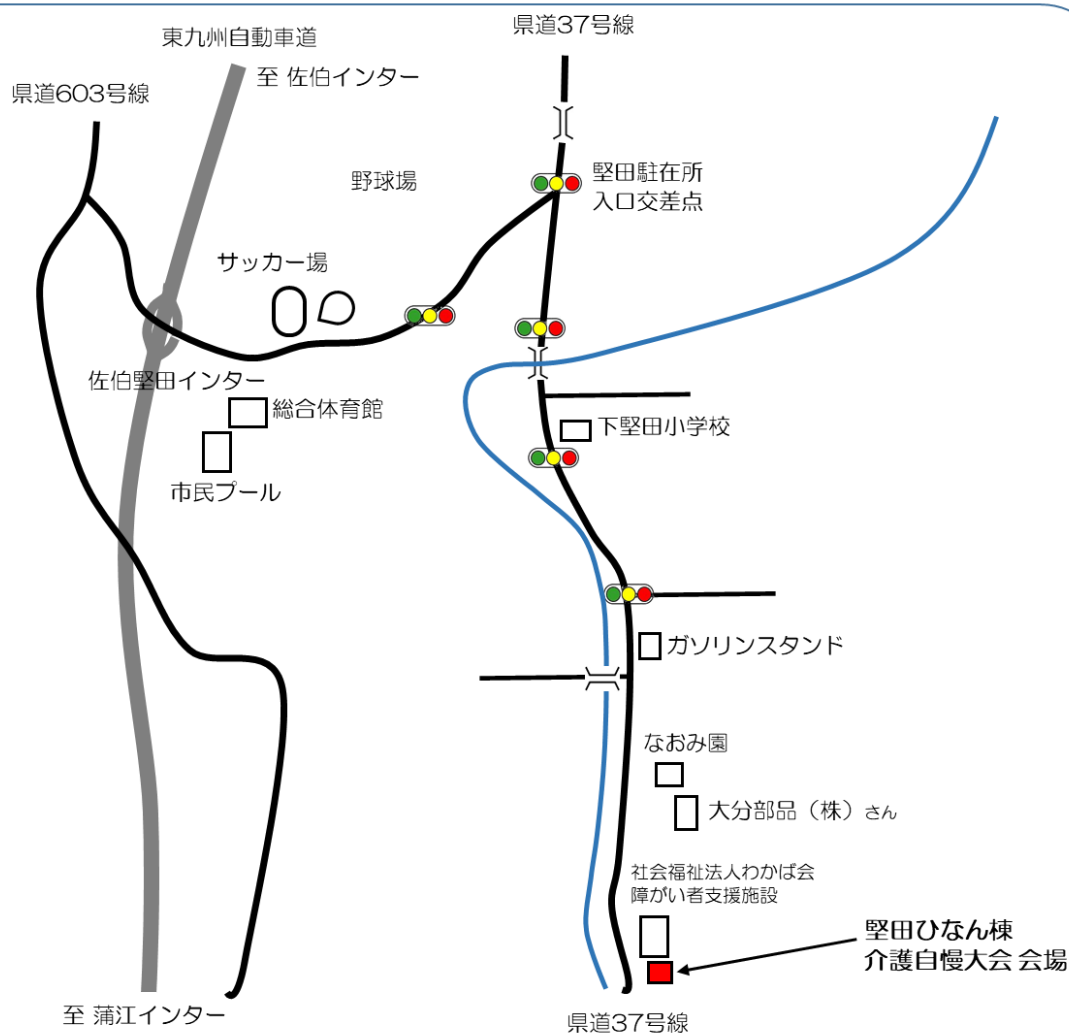 県道37号線
東九州自動車道
至 佐伯インター
県道603号線
野球場
堅田駐在所
入口交差点
サッカー場
佐伯堅田インター
総合体育館
下堅田小学校
市民プール
ガソリンスタンド
なおみ園
大分部品（株）さん
社会福祉法人わかば会
障がい者支援施設
堅田ひなん棟
介護自慢大会 会場
至 蒲江インター
県道37号線